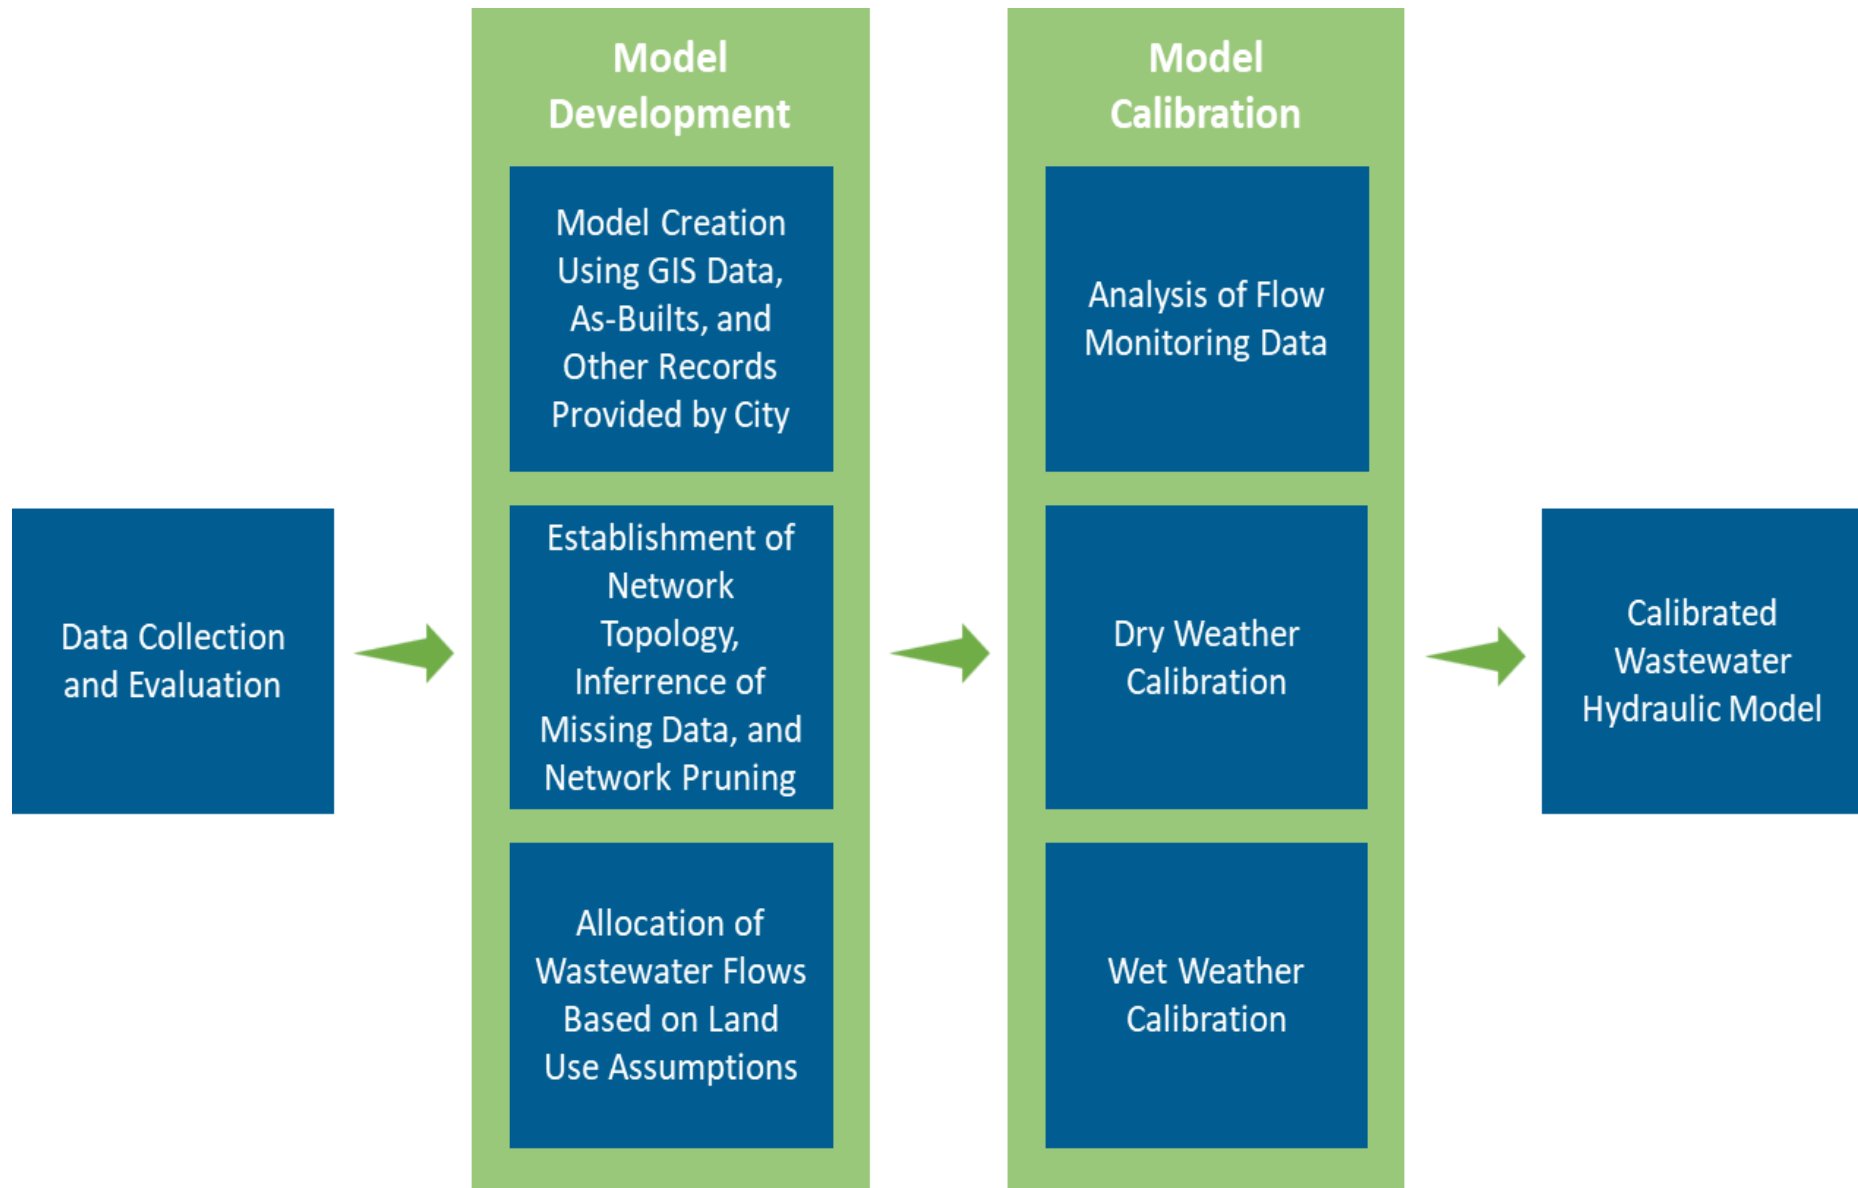 Data Collection
and Evaluation
Model
Development
Model Creation
Using GIS Data,
As-Builts, and
Other Records
Provided by City
Establishment of
Network
Topology,
Inferrence of
Missing Data, and
Network Pruning
Allocation of
Wastewater Flows
Based on Land
Use Assumptions
Model
Calibration
Analysis of Flow
Monitoring Data
Dry Weather
Calibration
Wet Weather
Calibration
Calibrated
Wastewater
Hydraulic Model